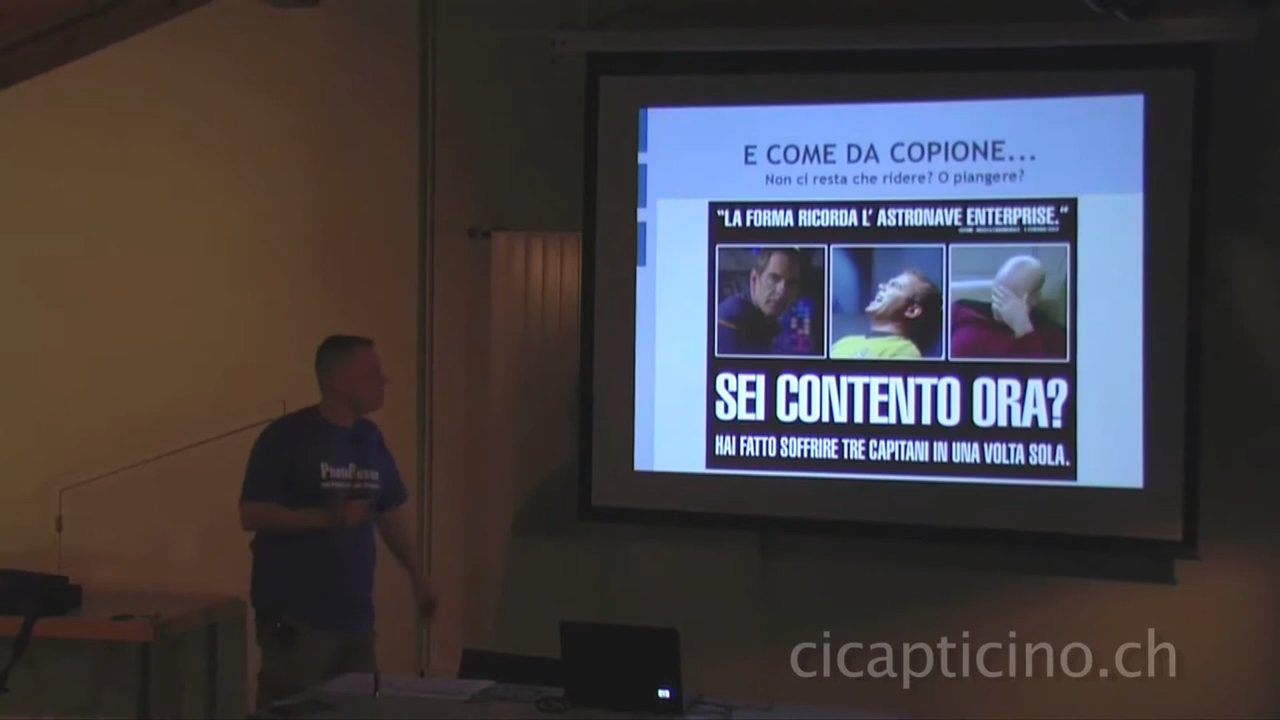 E COME DA COPIONE...
Non ci resta che ridere? O piangere?
“LA FORMA RICORDA L’ ASTRONAVE ENTERPRISE.”
SEI CONTENTO ORA?
HAI FATTO SOFFRIRE TRE CAPITANI IN UNA VOLTA SOLA.
cicapticino.ch